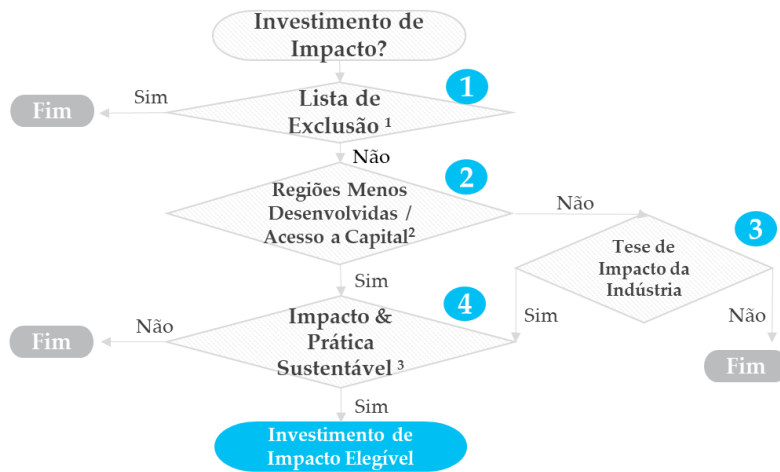 Investimento de
Impacto?
1
Sim
Lista de
Exclusão ¹
Fim
Não
2
Regiões Menos
Desenvolvidas /
Acesso a Capital²
Não
3
Tese de
Impacto da
Indústria
Sim
4
Sim
Não
Impacto &
Prática
Sustentável ³
Não
Fim
Fim
Sim
Investimento de
Impacto Elegível